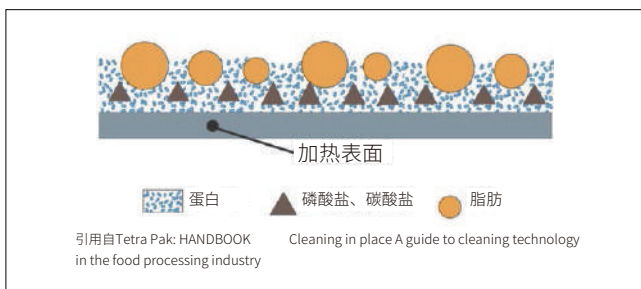 加热表面
蛋白 磷酸盐、碳酸盐 脂肪
引用自Tetra Pak: HANDBOOK Cleaning in place A guide to cleaning technology
in the food processing industry